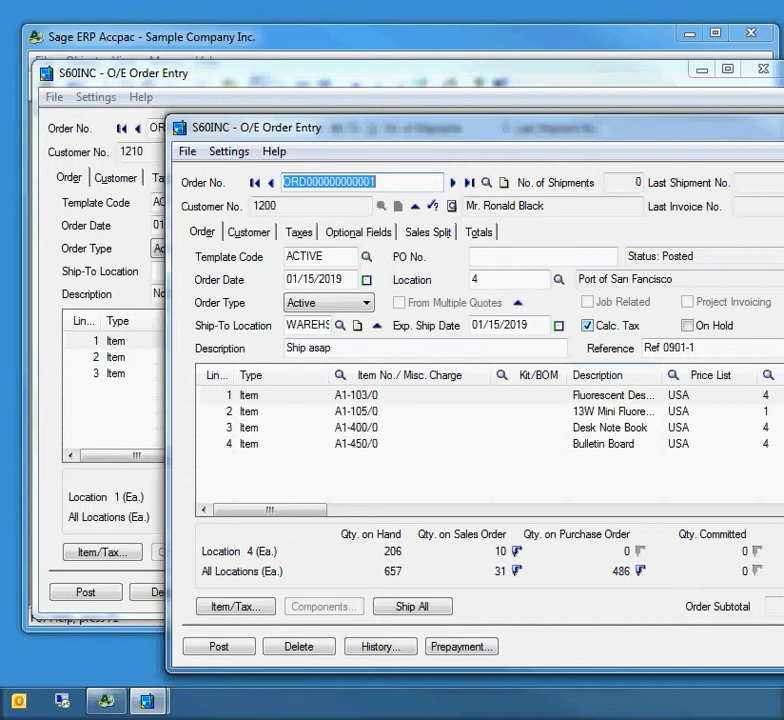 Sage ERP Accpac - Sample Company Inc.
S60INC - O/E Order Entry
File Settings Help
Order No.
Customer No. 1210
Order Customer
Template Code
Order Date 01
Order Type
Ship-To Location
Description
Lin... Type
1 Item
2 Item
3 Item
Location 1 (Ea.)
All Locations (Ea.)
Item/Tax...
Post
S60INC - O/E Order Entry
File Settings Help
Order No. ORD000000000001 No. of Shipments 0 Last Shipment No.
Customer No. 1200 Mr. Ronald Black Last Invoice No.
Order Customer Taxes Optional Fields Sales Split Totals
Template Code ACTIVE PO No. Status: Posted
Order Date 01/15/2019 Location 4 Port of San Fancisco
Order Type Active From Multiple Quotes Job Related Project Invoicing
Ship-To Location WAREHS Exp. Ship Date 01/15/2019 Calc. Tax On Hold
Description Ship asap Reference Ref 0901-1
Lin... Type Item No./ Misc. Charge Kit/BOM Description Price List
1 Item A1-103/0 Fluorescent Des... USA 4
2 Item A1-105/0 13W Mini Fluore... USA 1
3 Item A1-400/0 Desk Note Book USA 4
4 Item A1-450/0 Bulletin Board USA 4
Qty. on Hand Qty. on Sales Order Qty. on Purchase Order Qty. Committed
Location 4 (Ea.) 206 10 0 0
All Locations (Ea.) 657 31 486 0
Item/Tax... Components... Ship All Order Subtotal
Post Delete History... Prepayment...